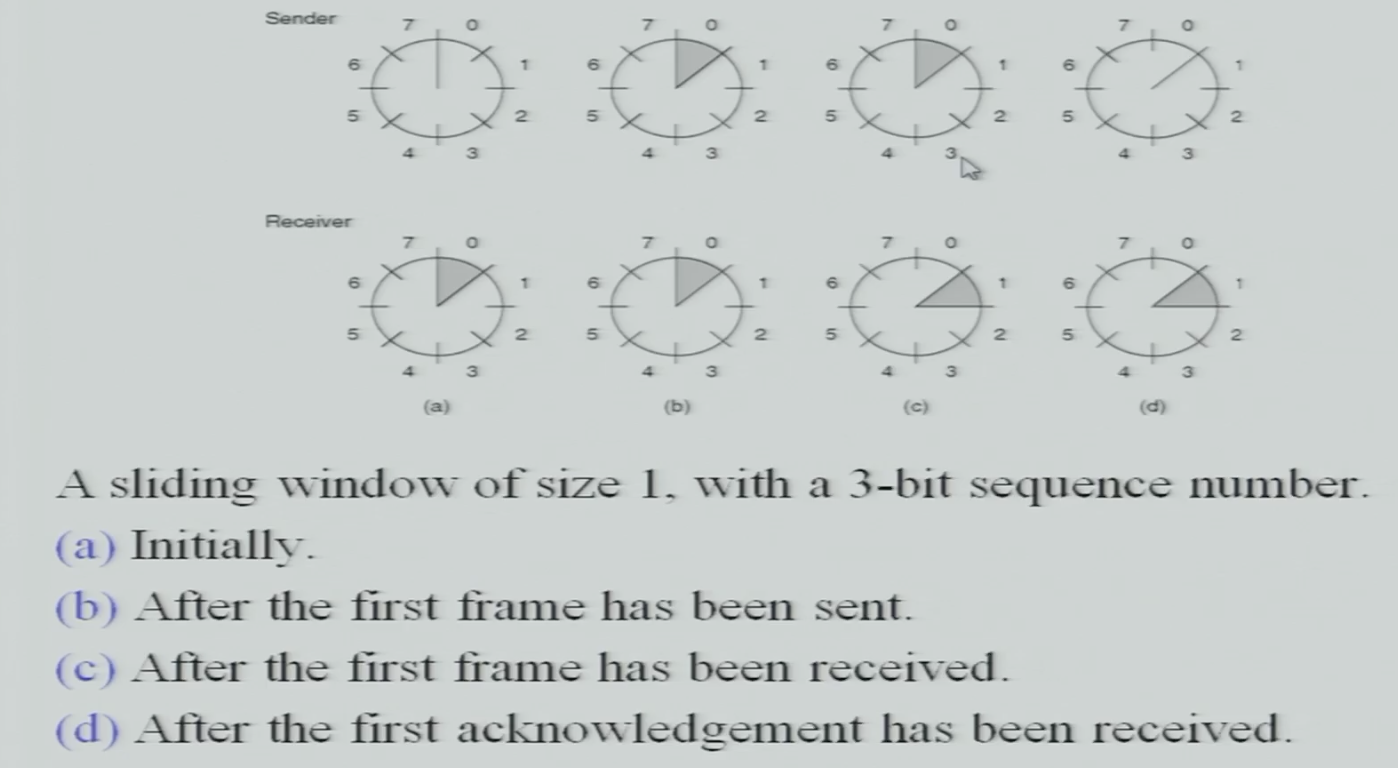 Sender
7 0 7 0 7 0 7 0
6 1 6 1 6 1 6 1
5 2 5 2 5 2 5 2
4 3 4 3 4 3 4 3
Receiver
7 0 7 0 7 0 7 0
6 1 6 1 6 1 6 1
5 2 5 2 5 2 5 2
4 3 4 3 4 3 4 3
(a) (b) (c) (d)
A sliding window of size 1, with a 3-bit sequence number.
(a) Initially.
(b) After the first frame has been sent.
(c) After the first frame has been received.
(d) After the first acknowledgement has been received.